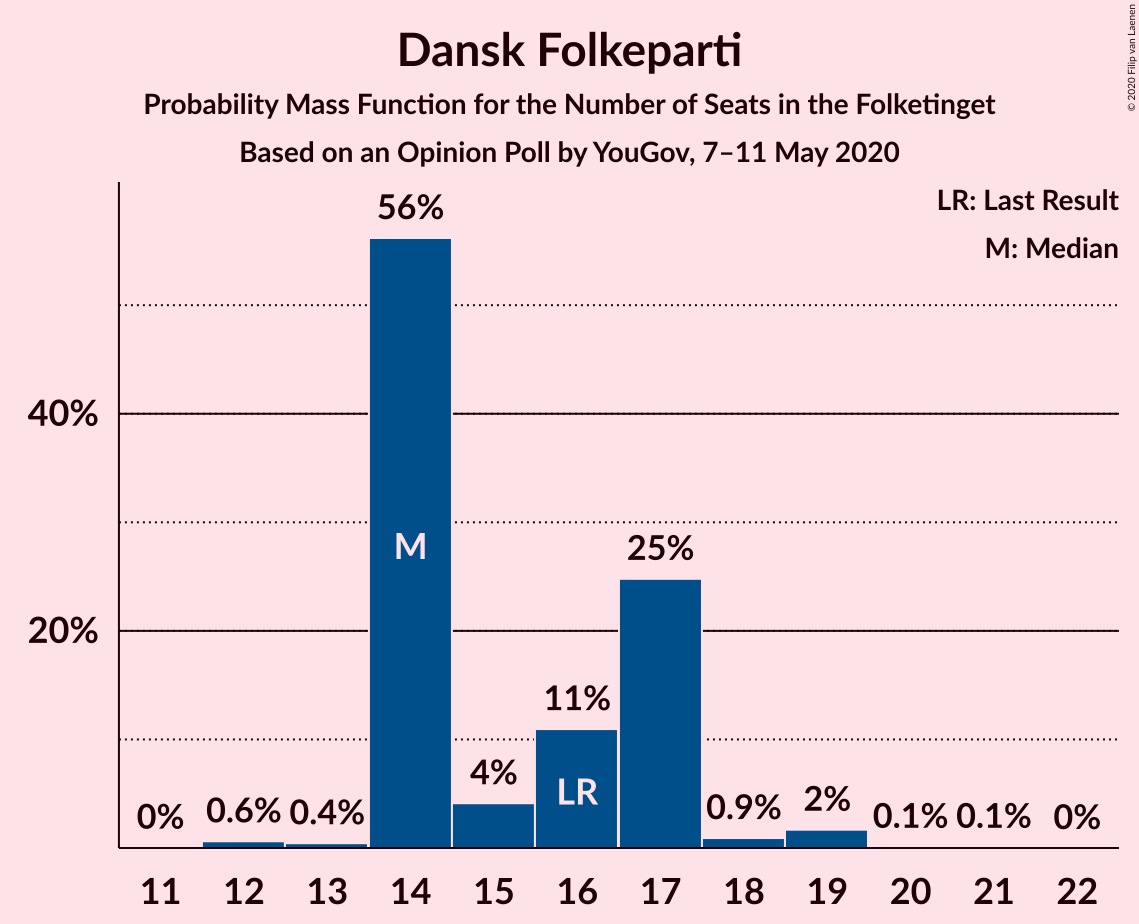 Dansk Folkeparti
Probability Mass Function for the Number of Seats in the Folketinget
Based on an Opinion Poll by YouGov, 7–11 May 2020
© 2020 Filip van Laenen
LR: Last Result
M: Median
40%
20%
0%
0.6%
0.4%
56%
M
4%
11%
LR
25%
0.9%
2%
0.1%
0.1%
0%
11 12 13 14 15 16 17 18 19 20 21 22